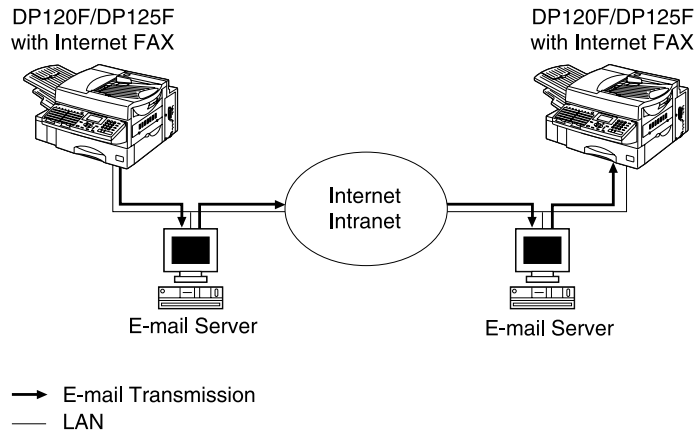 DP120F/DP125F
with Internet FAX
DP120F/DP125F
with Internet FAX
Internet
Intranet
E-mail Server
E-mail Server
E-mail Transmission
LAN